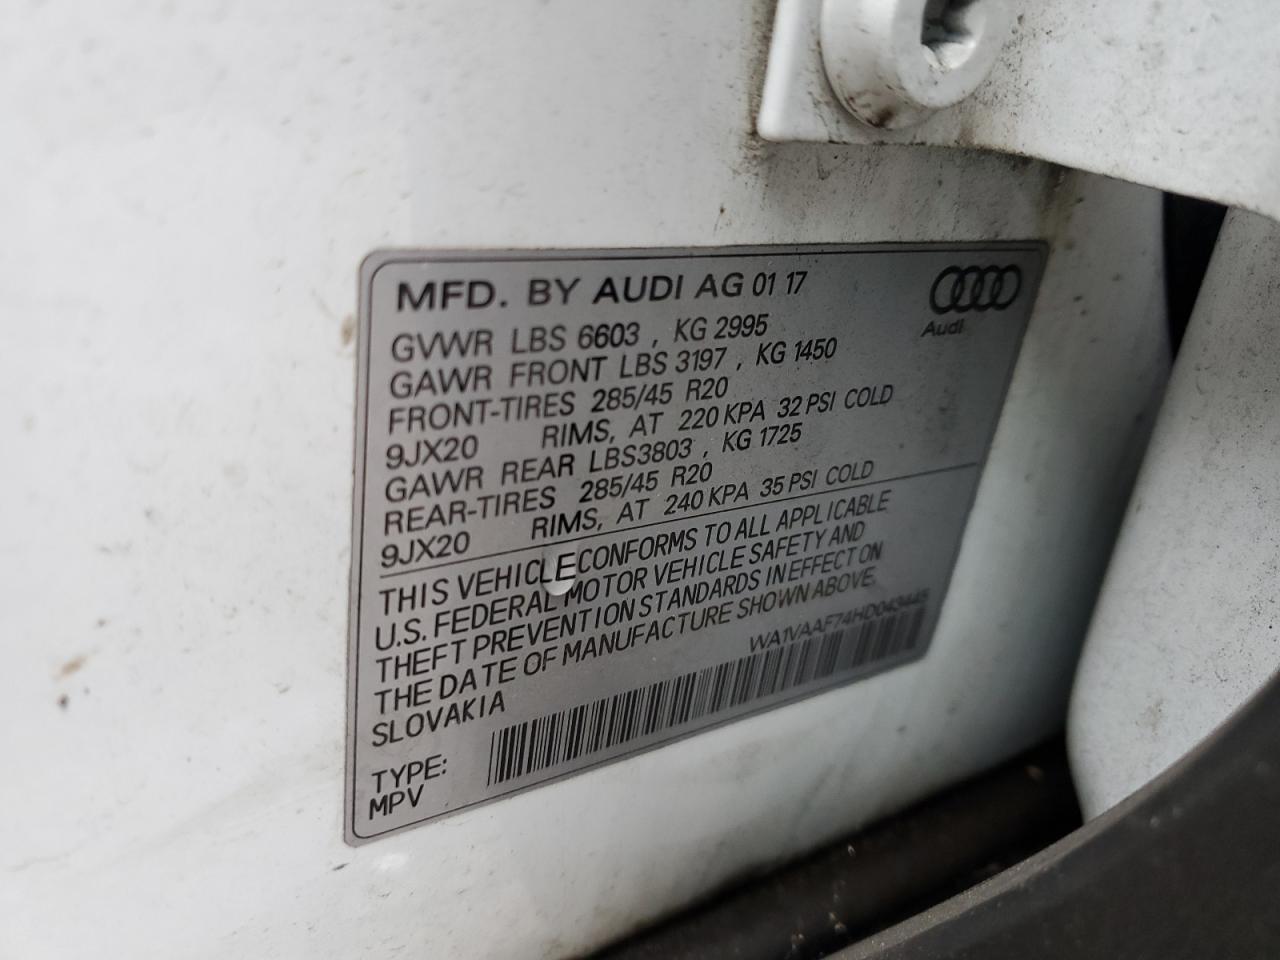 MFD. BY AUDI AG 01 17
Audi
GVWR LBS 6603 , KG 2995
GAWR FRONT LBS 3197 , KG 1450
FRONT-TIRES 285/45 R20
9JX20 RIMS, AT 220 KPA 32 PSI COLD
GAWR REAR LBS3803 , KG 1725
REAR-TIRES 285/45 R20
9JX20 RIMS, AT 240 KPA 35 PSI COLD
THIS VEHICLE CONFORMS TO ALL APPLICABLE
U.S. FEDERAL MOTOR VEHICLE SAFETY AND
THEFT PREVENTION STANDARDS IN EFFECT ON
THE DATE OF MANUFACTURE SHOWN ABOVE.
SLOVAKIA
WA1VAAF74HD043445
TYPE:
MPV